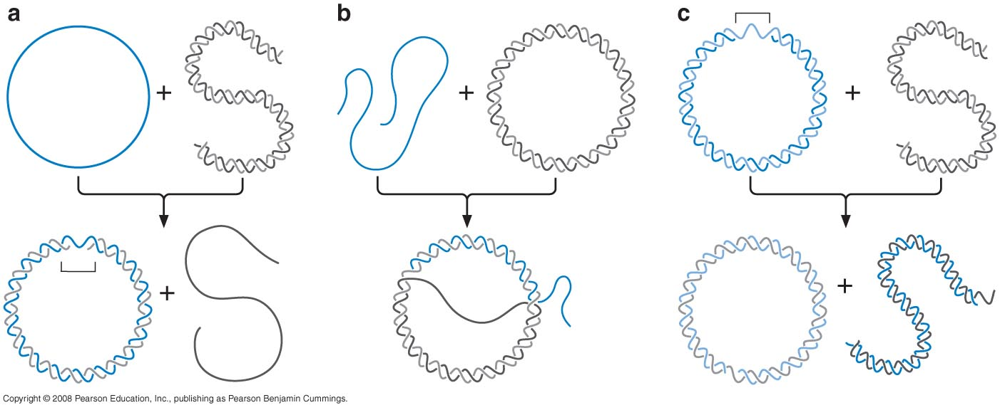 a
b
c
+
+
+
+
+
Copyright © 2008 Pearson Education, Inc., publishing as Pearson Benjamin Cummings.